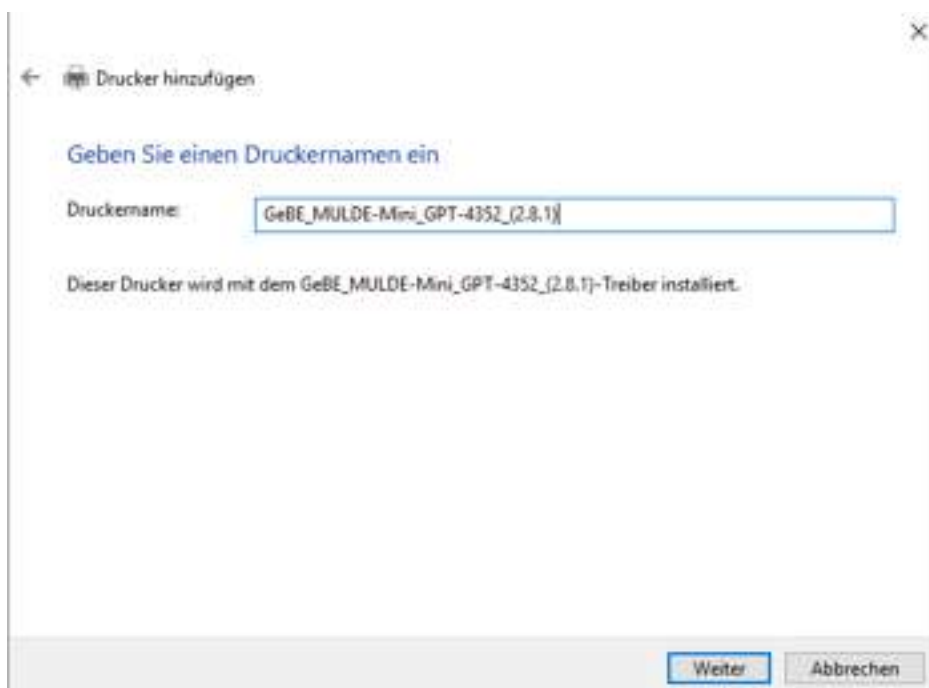 Drucker hinzufügen
Geben Sie einen Druckernamen ein
Druckername: GeBE_MULDE-Mini_GPT-4352_(2.8.1)
Dieser Drucker wird mit dem GeBE_MULDE-Mini_GPT-4352_(2.8.1)-Treiber installiert.
Weiter Abbrechen